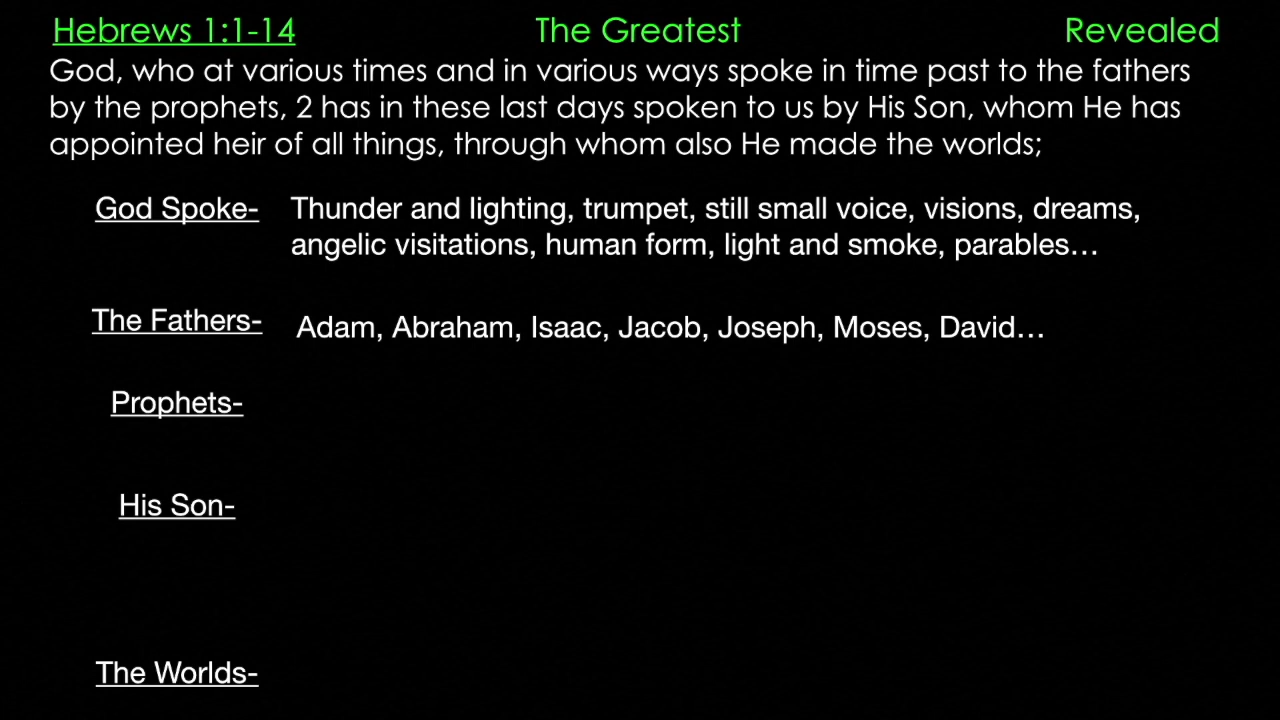 Hebrews 1:1-14 The Greatest Revealed
God, who at various times and in various ways spoke in time past to the fathers
by the prophets, 2 has in these last days spoken to us by His Son, whom He has
appointed heir of all things, through whom also He made the worlds;
God Spoke- Thunder and lighting, trumpet, still small voice, visions, dreams,
angelic visitations, human form, light and smoke, parables…
The Fathers- Adam, Abraham, Isaac, Jacob, Joseph, Moses, David…
Prophets-
His Son-
The Worlds-